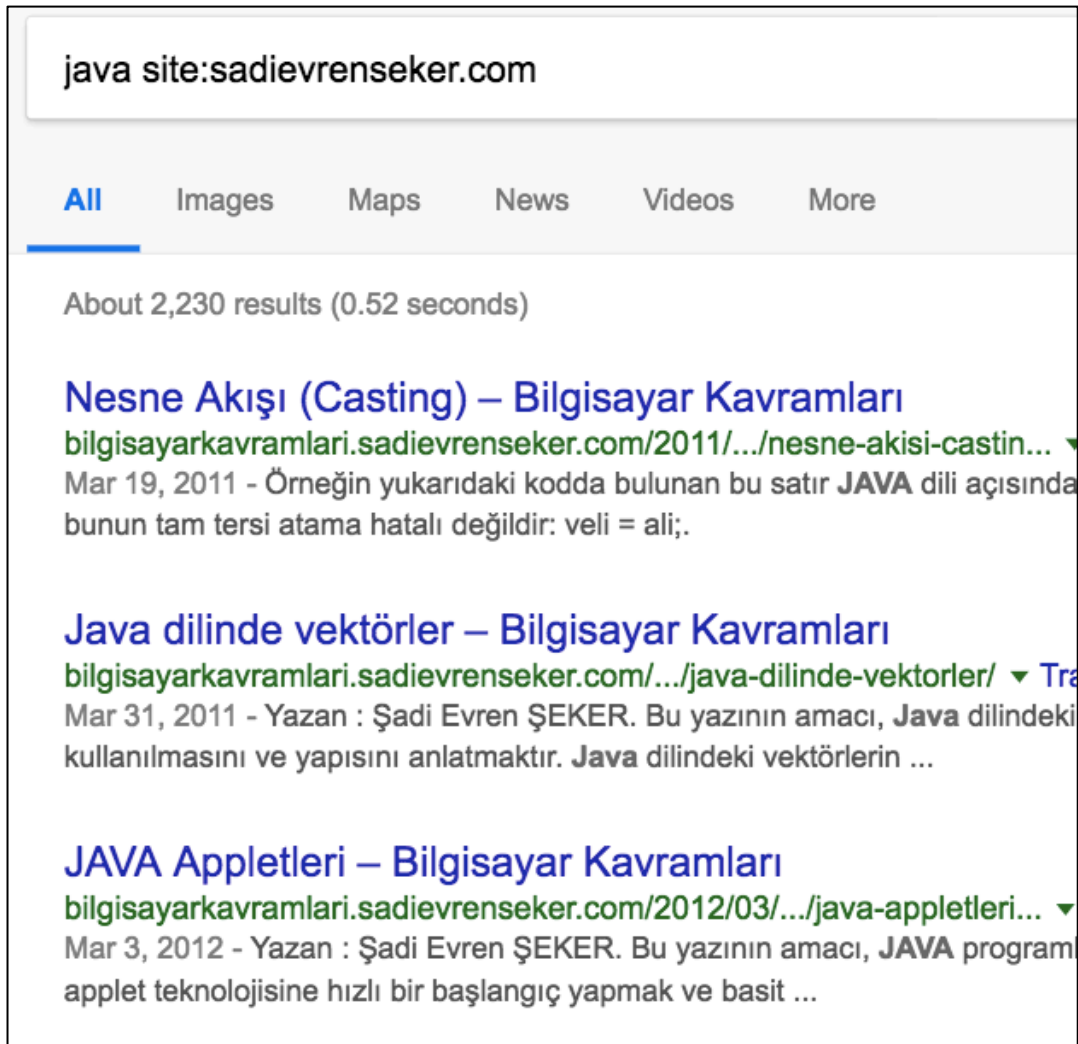 java site:sadievrenseker.com
All Images Maps News Videos More
About 2,230 results (0.52 seconds)
Nesne Akışı (Casting) – Bilgisayar Kavramları
bilgisayarkavramlari.sadievrenseker.com/2011/.../nesne-akisi-castin...
Mar 19, 2011 - Örneğin yukarıdaki kodda bulunan bu satır JAVA dili açısında
bunun tam tersi atama hatalı değildir: veli = ali;.
Java dilinde vektörler – Bilgisayar Kavramları
bilgisayarkavramlari.sadievrenseker.com/.../java-dilinde-vektorler/ Tra
Mar 31, 2011 - Yazan : Şadi Evren ŞEKER. Bu yazının amacı, Java dilindeki
kullanılmasını ve yapısını anlatmaktır. Java dilindeki vektörlerin ...
JAVA Appletleri – Bilgisayar Kavramları
bilgisayarkavramlari.sadievrenseker.com/2012/03/.../java-appletleri...
Mar 3, 2012 - Yazan : Şadi Evren ŞEKER. Bu yazının amacı, JAVA programl
applet teknolojisine hızlı bir başlangıç yapmak ve basit ...